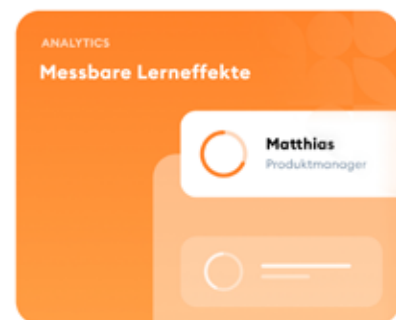 ANALYTICS
Messbare Lerneffekte
Matthias
Produktmanager